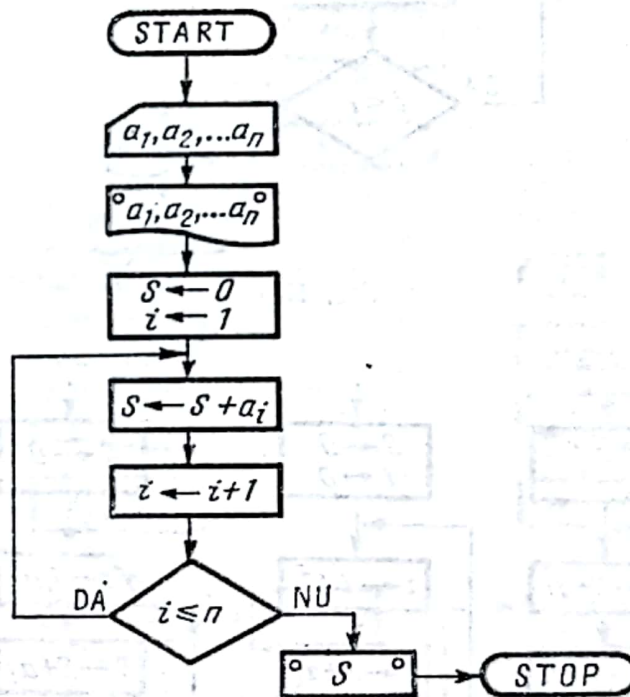 START
a₁,a₂,...aₙ
a₁,a₂,...aₙ
S ← 0
i ← 1
S ← S + aᵢ
i ← i+1
i ≤ n
DA
NU
S
STOP